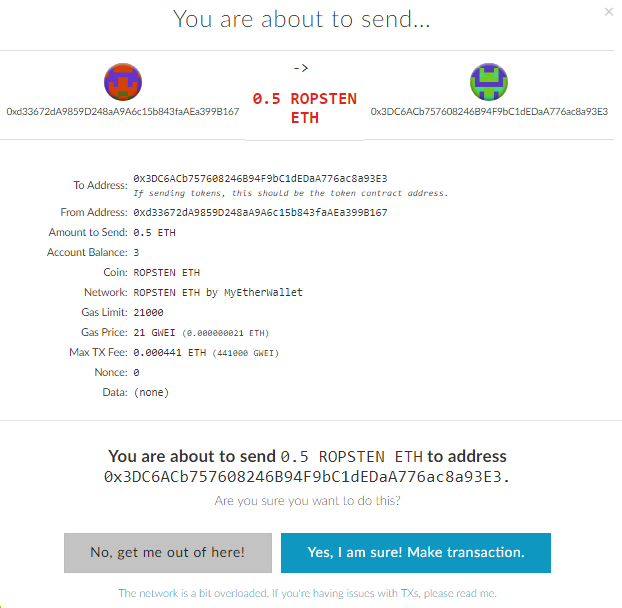 You are about to send...
×
->
0.5 ROPSTEN
ETH
0xd33672dA9859D248aA9A6c15b843faAEa399B167
0x3DC6ACb757608246B94F9bC1dEDaA776ac8a93E3
To Address: 0x3DC6ACb757608246B94F9bC1dEDaA776ac8a93E3
If sending tokens, this should be the token contract address.
From Address: 0xd33672dA9859D248aA9A6c15b843faAEa399B167
Amount to Send: 0.5 ETH
Account Balance: 3
Coin: ROPSTEN ETH
Network: ROPSTEN ETH by MyEtherWallet
Gas Limit: 21000
Gas Price: 21 GWEI (0.000000021 ETH)
Max TX Fee: 0.000441 ETH (441000 GWEI)
Nonce: 0
Data: (none)
You are about to send 0.5 ROPSTEN ETH to address
0x3DC6ACb757608246B94F9bC1dEDaA776ac8a93E3.
Are you sure you want to do this?
No, get me out of here!
Yes, I am sure! Make transaction.
The network is a bit overloaded. If you're having issues with TXs, please read me.